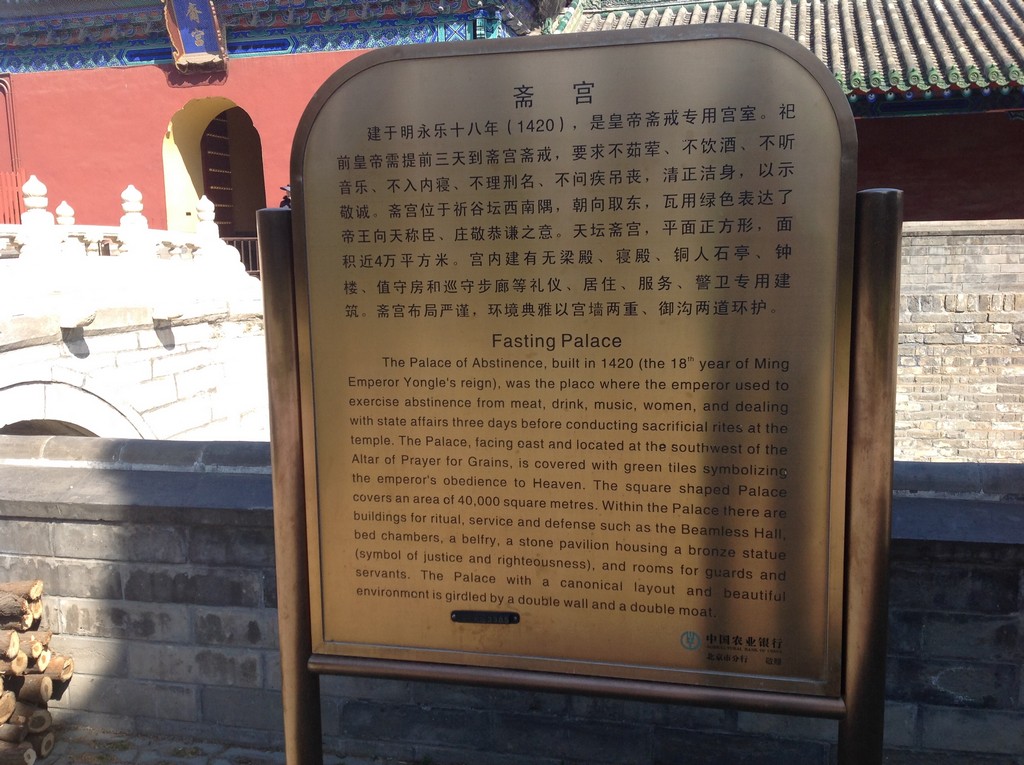 斋宫
斋宫
建于明永乐十八年（1420），是皇帝斋戒专用宫室。祀
前皇帝需提前三天到斋宫斋戒，要求不茹荤、不饮酒、不听
音乐、不入内寝、不理刑名、不问疾吊丧，清正洁身，以示
敬诚。斋宫位于祈谷坛西南隅，朝向取东，瓦用绿色表达了
帝王向天称臣、庄敬恭谦之意。天坛斋宫，平面正方形，面
积近4万平方米。宫内建有无梁殿、寝殿、铜人石亭、钟
楼、值守房和巡守步廊等礼仪、居住、服务、警卫专用建
筑。斋宫布局严谨，环境典雅以宫墙两重、御沟两道环护。
Fasting Palace
The Palace of Abstinence, built in 1420 (the 18th year of Ming
Emperor Yongle's reign), was the placo where the emperor used to
exercise abstinence from meat, drink, music, women, and dealing
with state affairs three days before conducting sacrificial rites at the
temple. The Palace, facing east and located at the southwest of the
Altar of Prayer for Grains, is covered with green tiles symbolizing
the emperor's obedience to Heaven. The square shaped Palace
covers an area of 40,000 square metres. Within the Palace there are
buildings for ritual, service and defense such as the Beamless Hall,
bed chambers, a belfry, a stone pavilion housing a bronze statue
(symbol of justice and righteousness), and rooms for guards and
servants. The Palace with a canonical layout and beautiful
environment is girdled by a double wall and a double moat.
中国农业银行
AGRICULTURAL BANK OF CHINA
北京市分行